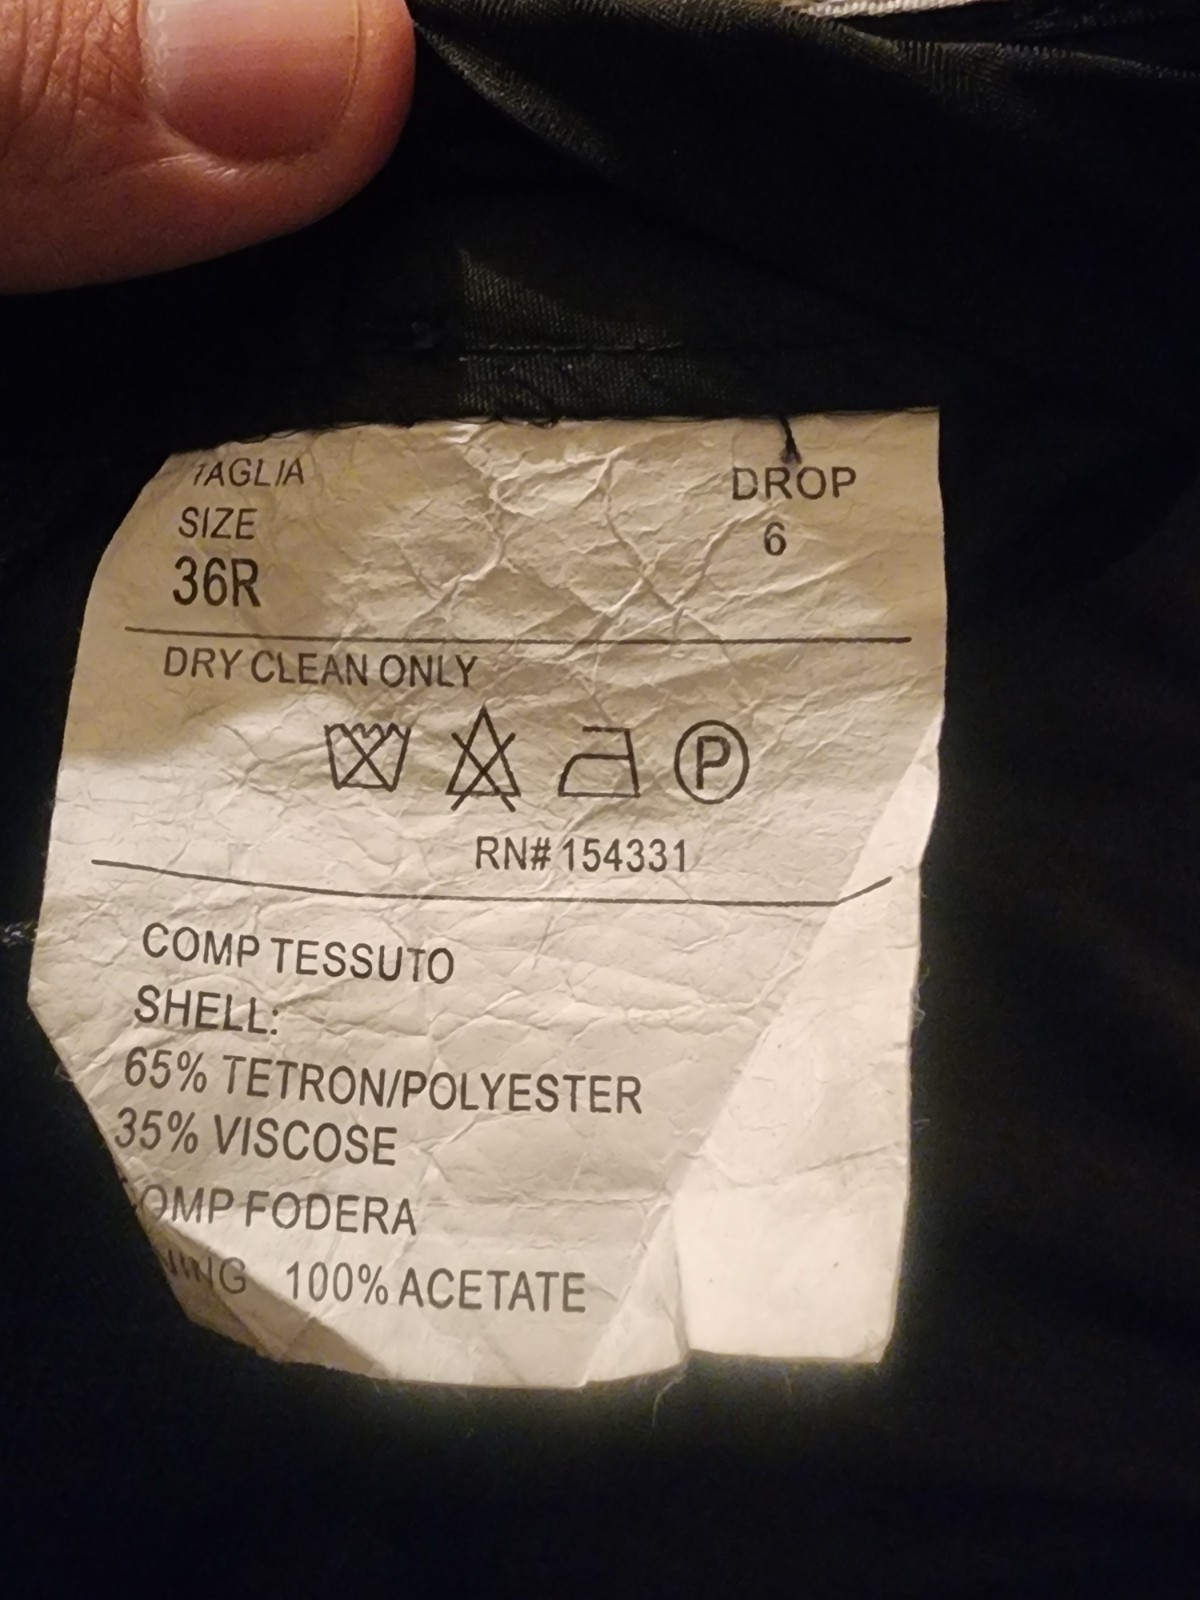 TAGLIA
DROP
SIZE
6
36R
DRY CLEAN ONLY
P
RN# 154331
COMP TESSUTO
SHELL:
65% TETRON/POLYESTER
35% VISCOSE
OMP FODERA
NING 100% ACETATE